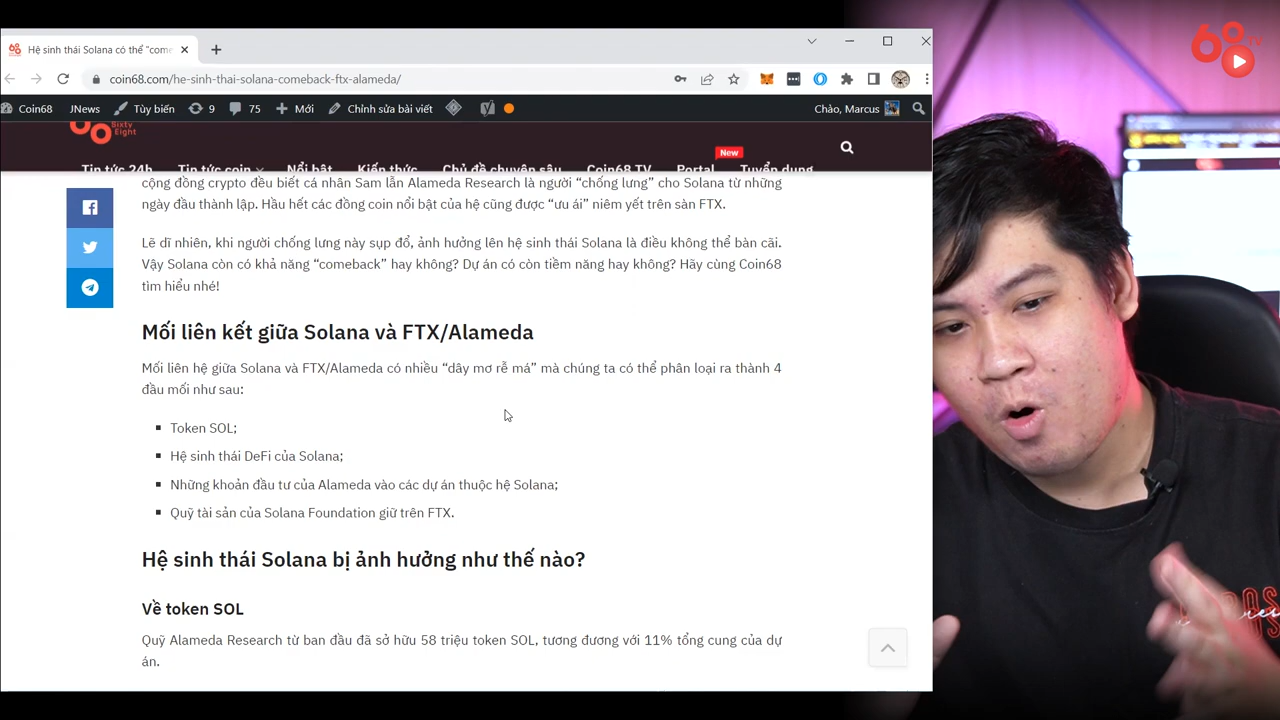 Hệ sinh thái Solana có thể "come
coin68.com/he-sinh-thai-solana-comeback-ftx-alameda/
Coin68 JNews Tùy biến 9 75 Mới Chỉnh sửa bài viết Chào, Marcus
Sixty
Eight
New
Tin tức 24h Tin tức coin Nổi bật Kiến thức Chủ đề chuyên sâu Coin68 TV Portal Tuyển dụng
cộng đồng crypto đều biết cá nhân Sam lẫn Alameda Research là người “chống lưng” cho Solana từ những
ngày đầu thành lập. Hầu hết các đồng coin nổi bật của hệ cũng được “ưu ái” niêm yết trên sàn FTX.
Lẽ dĩ nhiên, khi người chống lưng này sụp đổ, ảnh hưởng lên hệ sinh thái Solana là điều không thể bàn cãi.
Vậy Solana còn có khả năng “comeback” hay không? Dự án có còn tiềm năng hay không? Hãy cùng Coin68
tìm hiểu nhé!
Mối liên kết giữa Solana và FTX/Alameda
Mối liên hệ giữa Solana và FTX/Alameda có nhiều “dây mơ rễ má” mà chúng ta có thể phân loại ra thành 4
đầu mối như sau:
Token SOL;
Hệ sinh thái DeFi của Solana;
Những khoản đầu tư của Alameda vào các dự án thuộc hệ Solana;
Quỹ tài sản của Solana Foundation giữ trên FTX.
Hệ sinh thái Solana bị ảnh hưởng như thế nào?
Về token SOL
Quỹ Alameda Research từ ban đầu đã sở hữu 58 triệu token SOL, tương đương với 11% tổng cung của dự
án.
68 TV